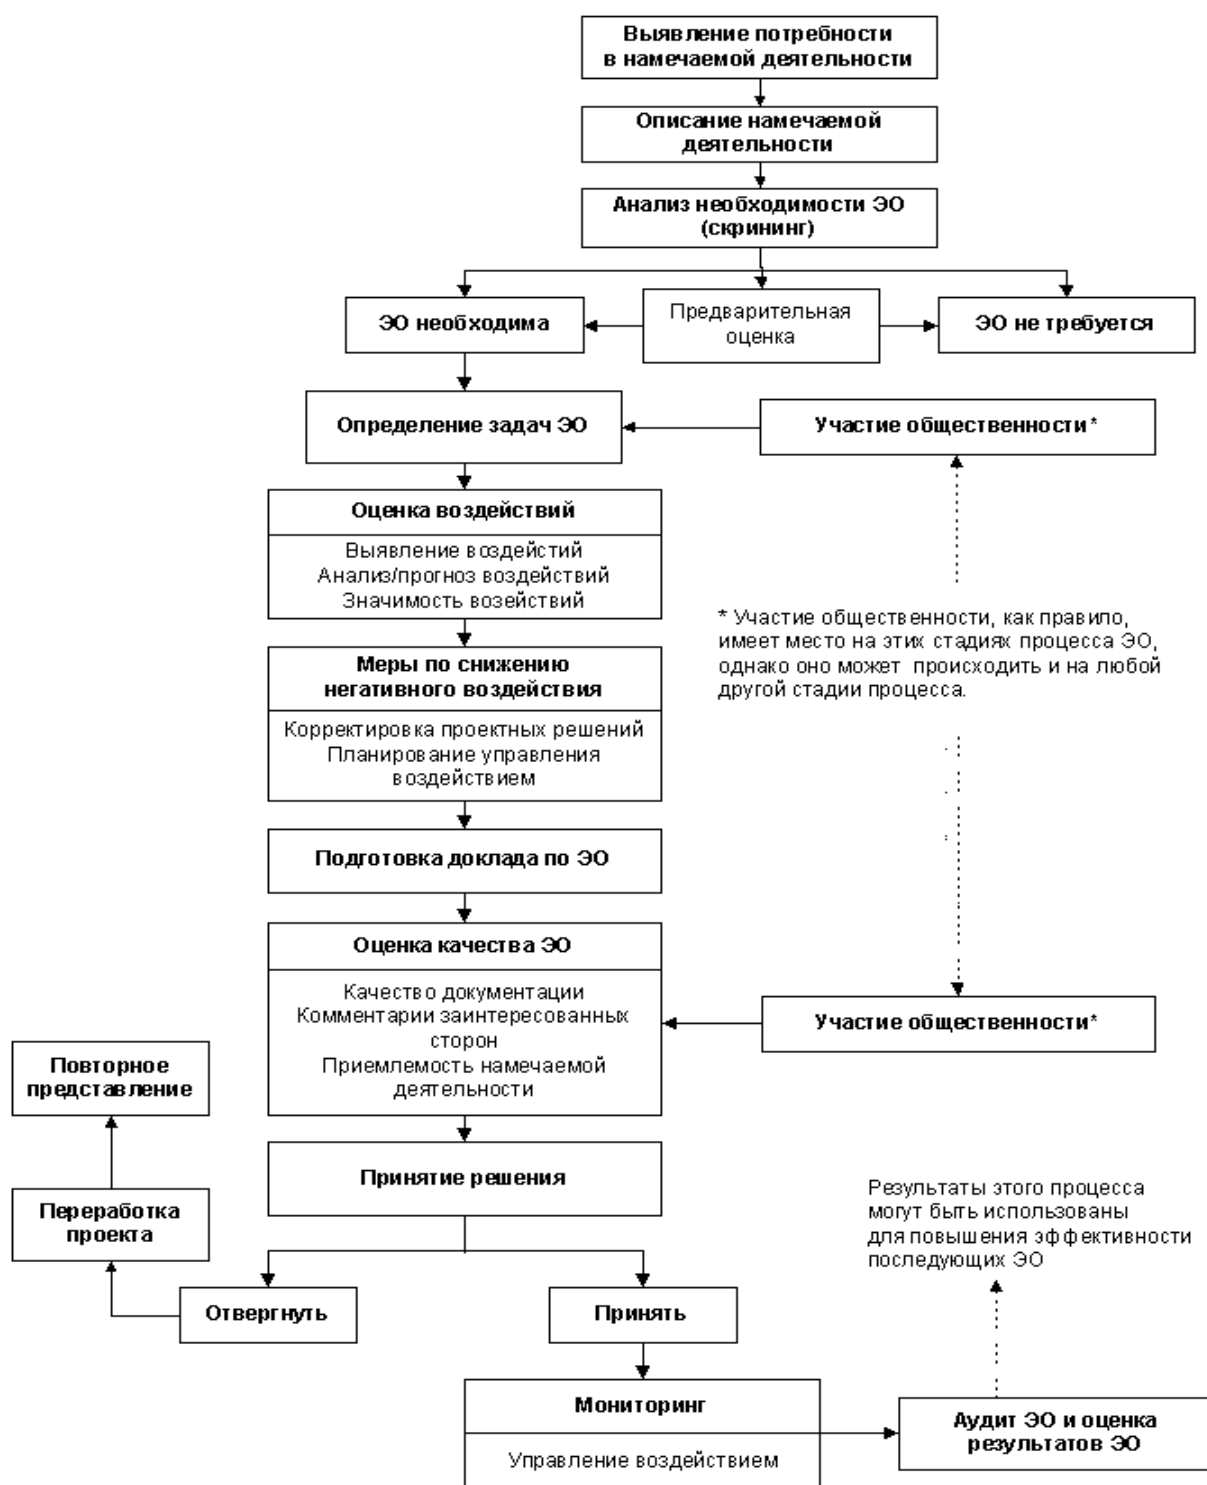 Выявление потребности
в намечаемой деятельности
Описание намечаемой
деятельности
Анализ необходимости ЭО
(скрининг)
ЭО необходима
Предварительная
оценка
ЭО не требуется
Определение задач ЭО
Участие общественности*
Оценка воздействий
Выявление воздейстий
Анализ/прогноз воздействий
Значимость возействий
* Участие общественности, как правило,
имеет место на этих стадиях процесса ЭО,
однако оно может происходить и на любой
другой стадии процесса.
Меры по снижению
негативного воздействия
Корректировка проектных решений
Планирование управления
воздействием
Подготовка доклада по ЭО
Оценка качества ЭО
Качество документации
Комментарии заинтересованных
сторон
Приемлемость намечаемой
деятельности
Участие общественности*
Повторное
представление
Переработка
проекта
Принятие решения
Отвергнуть
Принять
Результаты этого процесса
могут быть использованы
для повышения эффективности
последующих ЭО
Мониторинг
Управление воздействием
Аудит ЭО и оценка
результатов ЭО